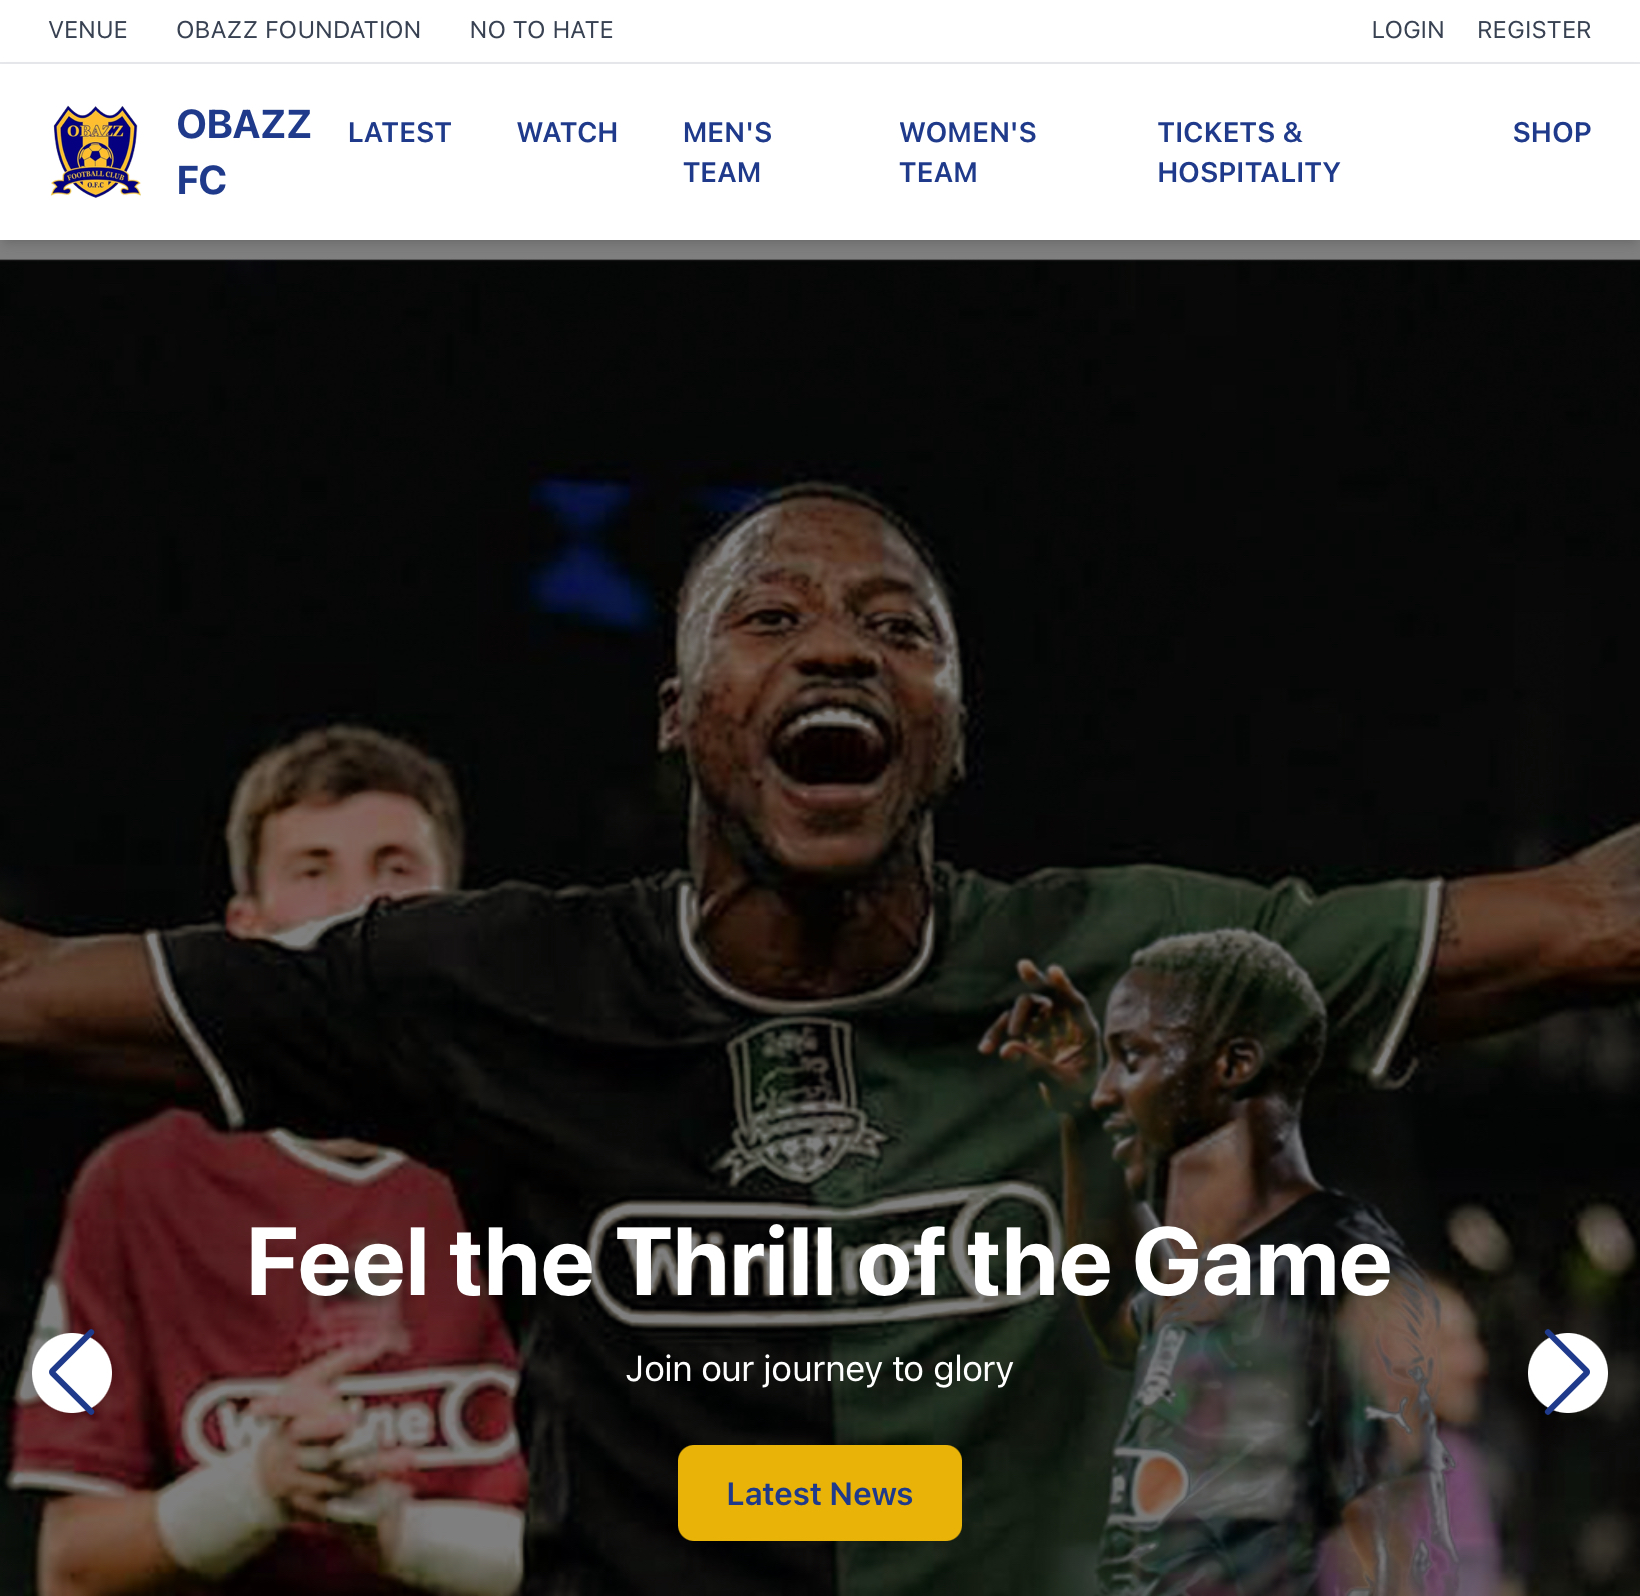 VENUE OBAZZ FOUNDATION NO TO HATE LOGIN REGISTER
OBAZZ
FOOTBALL CLUB
O.F.C
OBAZZ
FC
LATEST
WATCH
MEN'S
TEAM
WOMEN'S
TEAM
TICKETS &
HOSPITALITY
SHOP
Feel the Thrill of the Game
Join our journey to glory
Latest News